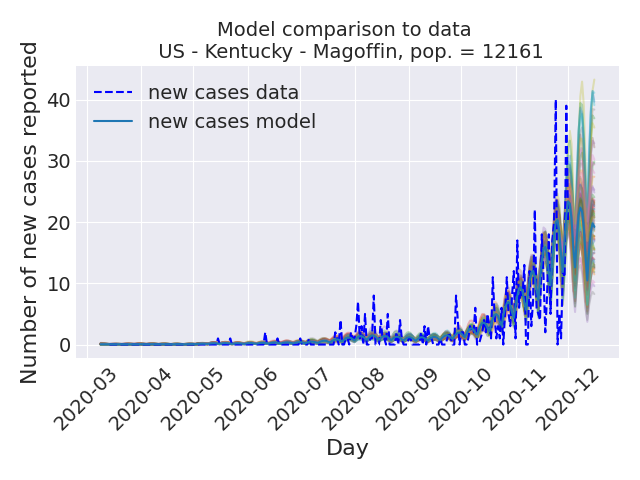 Model comparison to data
US - Kentucky - Magoffin, pop. = 12161
Number of new cases reported
40
30
20
10
0
new cases data
new cases model
2020-03
2020-04
2020-05
2020-06
2020-07
2020-08
2020-09
2020-10
2020-11
2020-12
Day